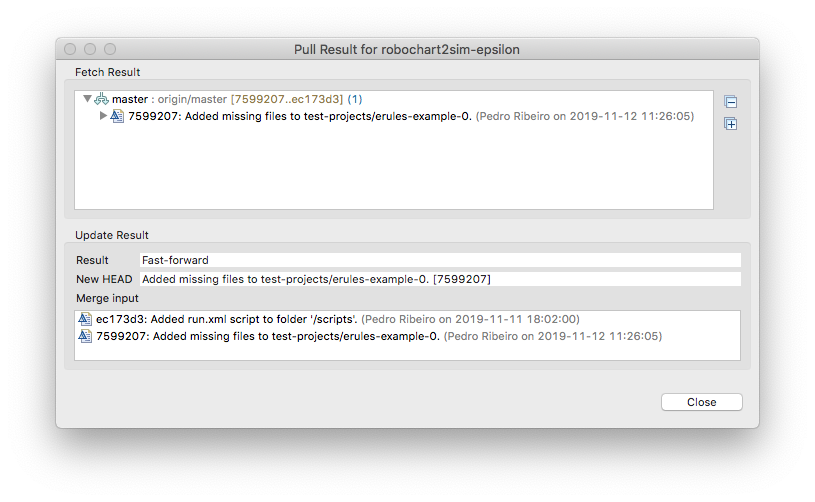 Pull Result for robochart2sim-epsilon
Fetch Result
master : origin/master [7599207..ec173d3] (1)
7599207: Added missing files to test-projects/erules-example-0. (Pedro Ribeiro on 2019-11-12 11:26:05)
Update Result
Result Fast-forward
New HEAD Added missing files to test-projects/erules-example-0. [7599207]
Merge input
ec173d3: Added run.xml script to folder '/scripts'. (Pedro Ribeiro on 2019-11-11 18:02:00)
7599207: Added missing files to test-projects/erules-example-0. (Pedro Ribeiro on 2019-11-12 11:26:05)
Close